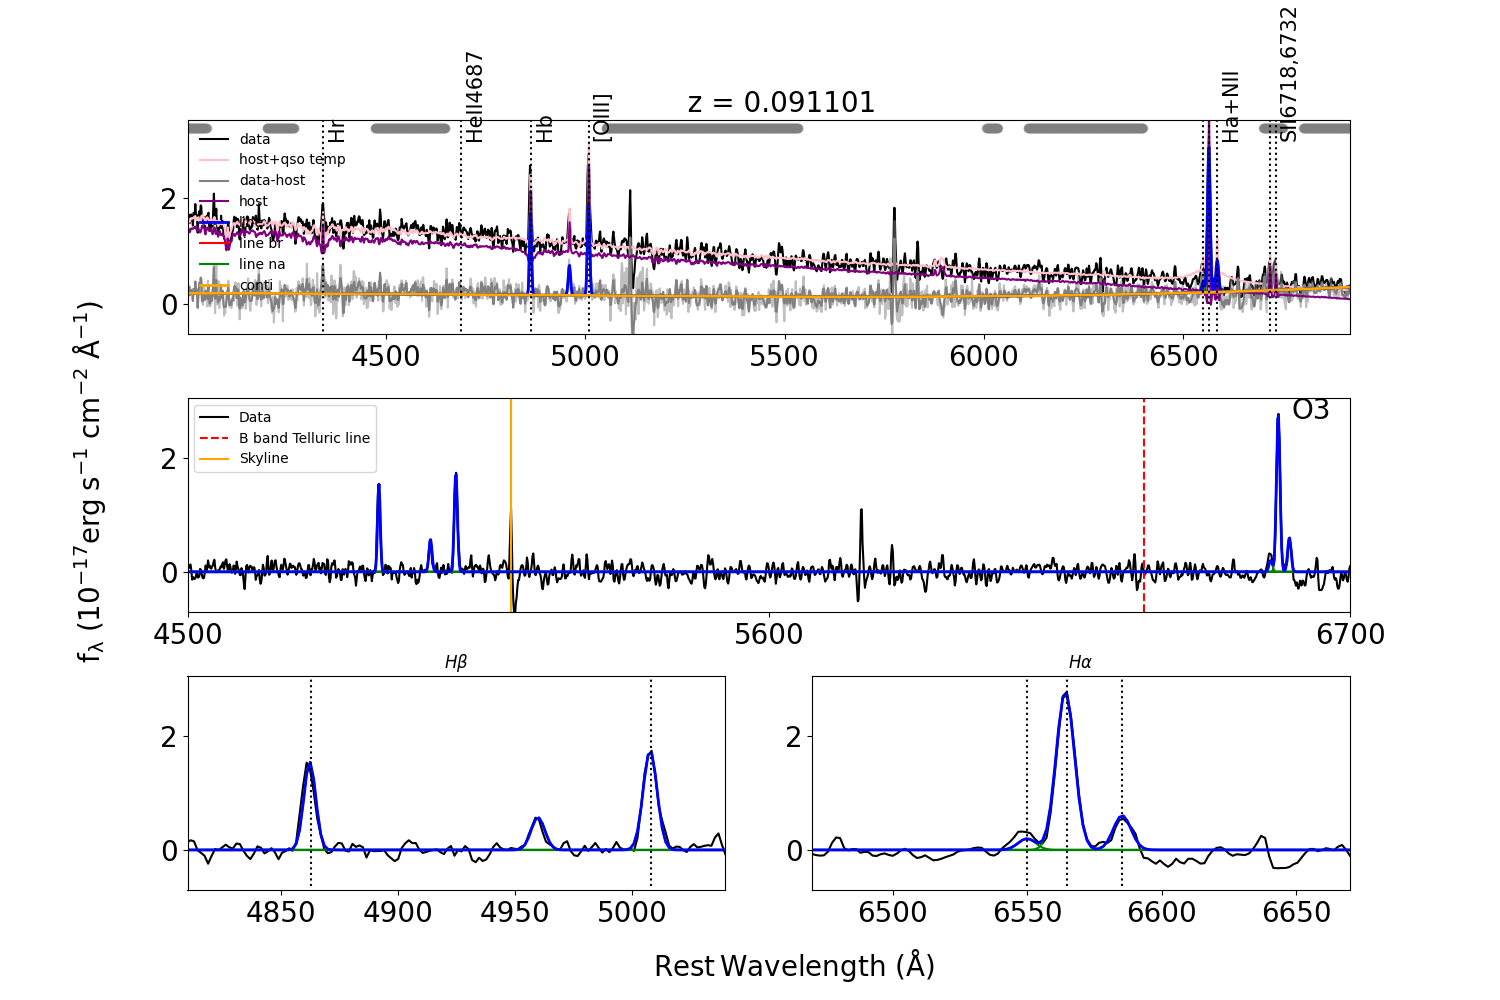 z = 0.091101
Hr
HeII4687
Hb
[OIII]
Ha+NII
SII6718,6732
data
host+qso temp
data-host
host
line br
line na
conti
2
0
4500
5000
5500
6000
6500
Data
B band Telluric line
Skyline
O3
2
0
4500
5600
6700
fλ (10⁻¹⁷erg s⁻¹ cm⁻² Å⁻¹)
Hβ
2
0
4850
4900
4950
5000
Hα
2
0
6500
6550
6600
6650
Rest Wavelength (Å)